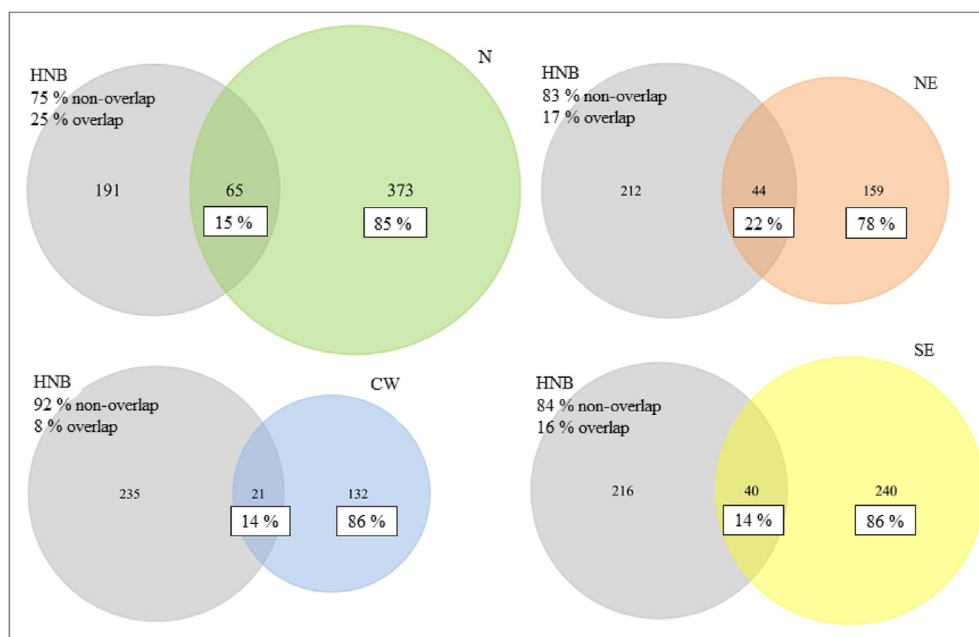 HNB
75 % non-overlap
25 % overlap
N
191
65
373
15 %
85 %
HNB
83 % non-overlap
17 % overlap
NE
212
44
159
22 %
78 %
HNB
92 % non-overlap
8 % overlap
CW
235
21
132
14 %
86 %
HNB
84 % non-overlap
16 % overlap
SE
216
40
240
14 %
86 %